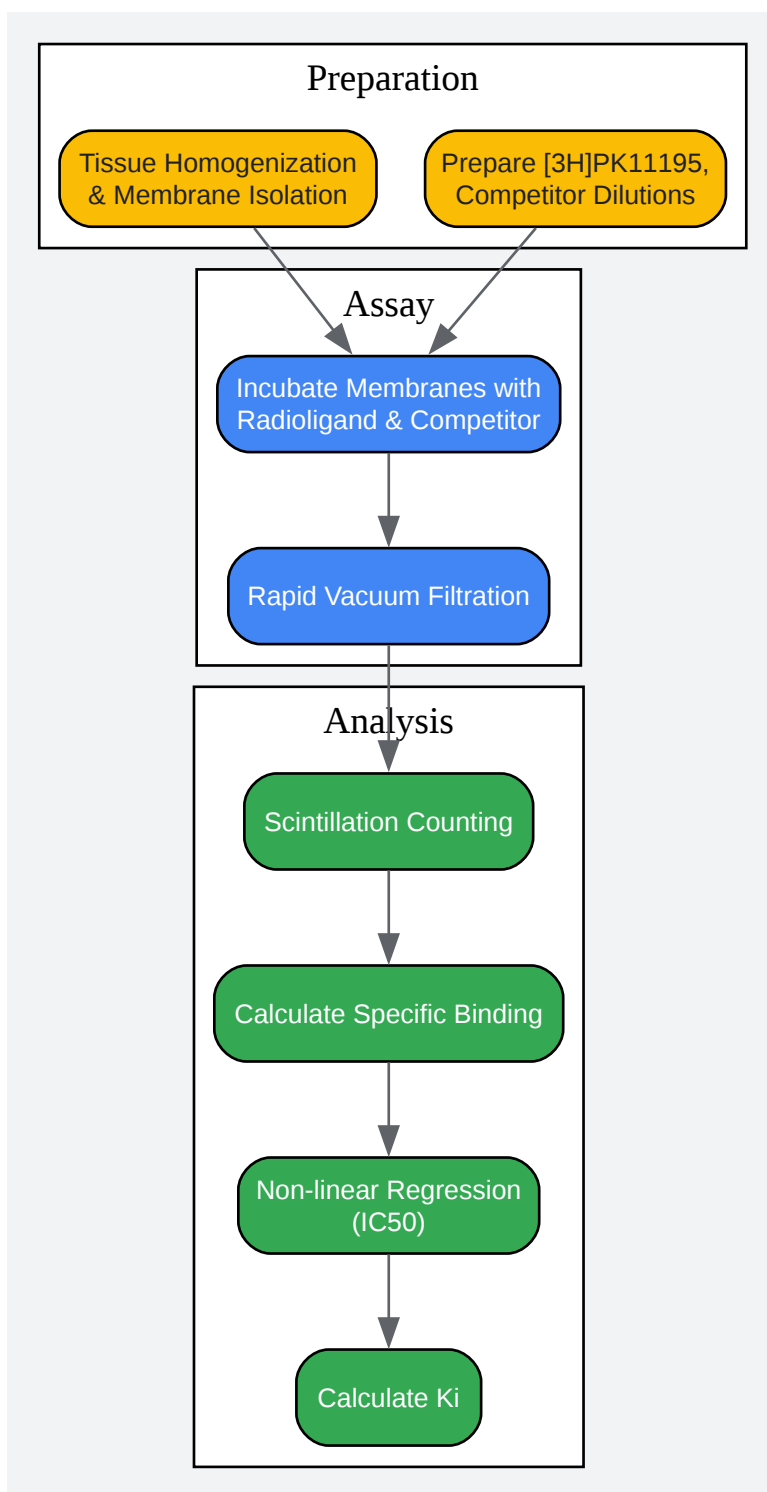 Preparation
Tissue Homogenization
& Membrane Isolation
Prepare [3H]PK11195,
Competitor Dilutions
Assay
Incubate Membranes with
Radioligand & Competitor
Rapid Vacuum Filtration
Analysis
Scintillation Counting
Calculate Specific Binding
Non-linear Regression
(IC50)
Calculate Ki